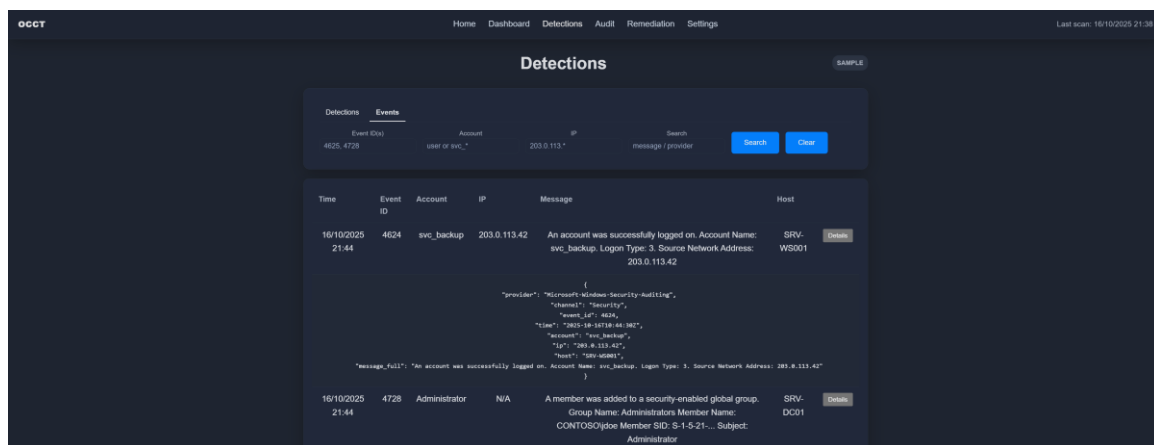 OCCT
Home Dashboard Detections Audit Remediation Settings
Last scan: 16/10/2025 21:38
Detections
SAMPLE
Detections Events
Event ID(s) Account IP Search
4625, 4728 user or svc_* 203.0.113.* message / provider Search Clear
Time Event ID Account IP Message Host
16/10/2025 4624 svc_backup 203.0.113.42 An account was successfully logged on. Account Name: SRV- Details
21:44 svc_backup. Logon Type: 3. Source Network Address: WS001
203.0.113.42
{
"provider": "Microsoft-Windows-Security-Auditing",
"channel": "Security",
"event_id": 4624,
"time": "2025-10-16T10:44:30Z",
"account": "svc_backup",
"ip": "203.0.113.42",
"host": "SRV-WS001",
"message_full": "An account was successfully logged on. Account Name: svc_backup. Logon Type: 3. Source Network Address: 203.0.113.42"
}
16/10/2025 4728 Administrator N/A A member was added to a security-enabled global group. SRV- Details
21:44 Group Name: Administrators Member Name: DC01
CONTOSO\jdoe Member SID: S-1-5-21-... Subject:
Administrator